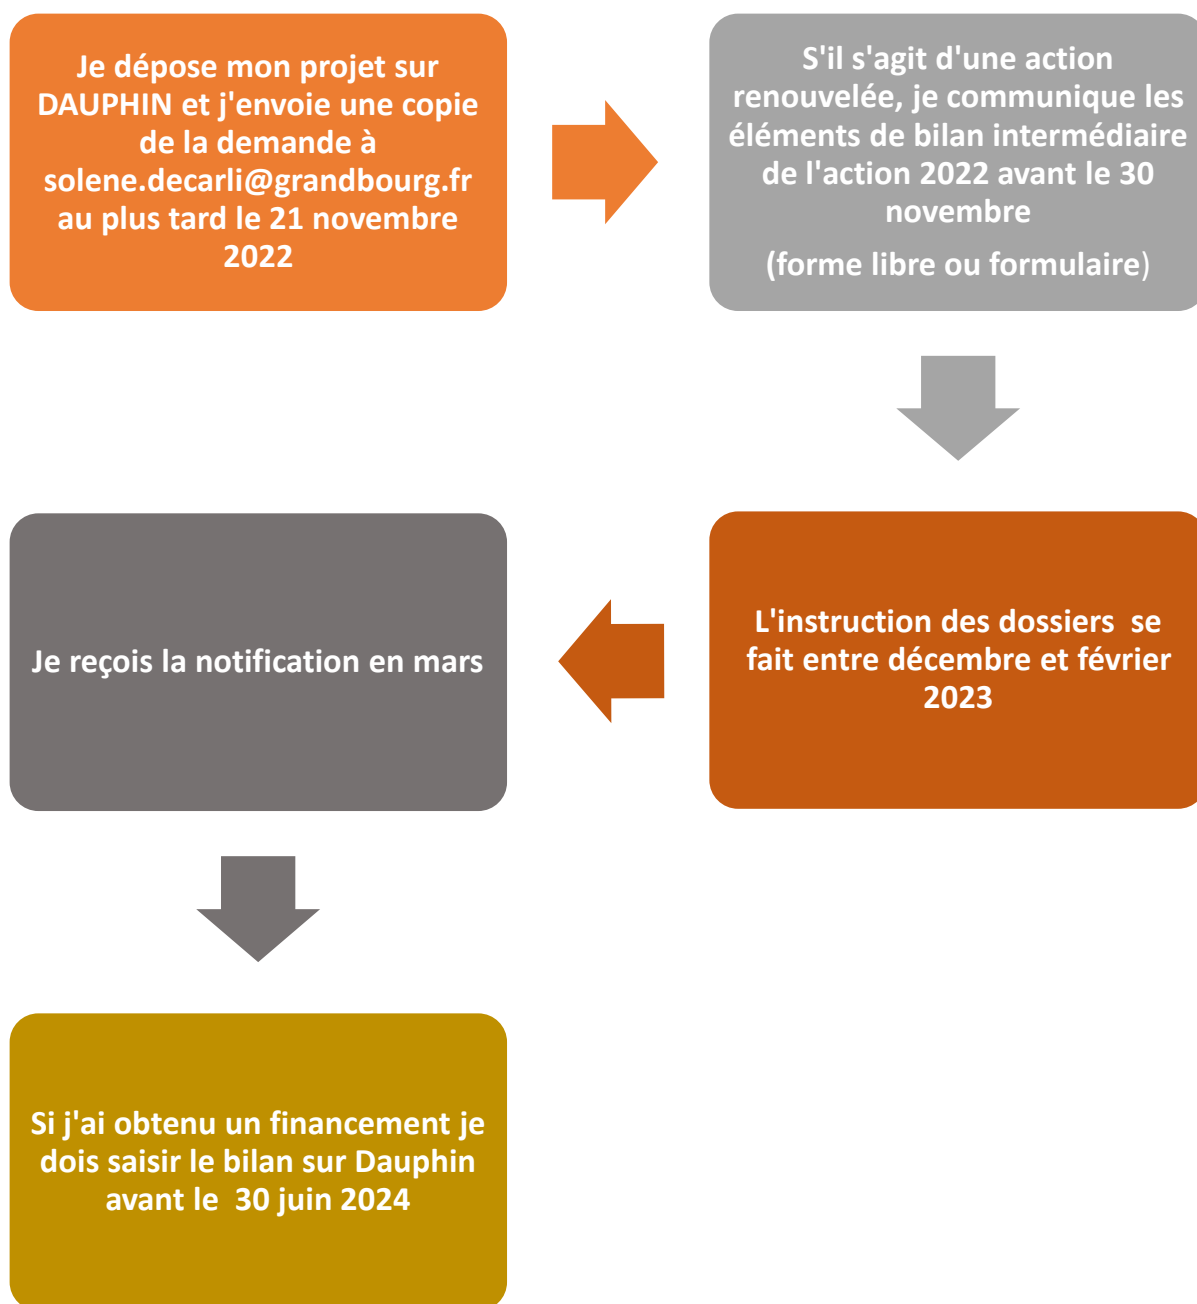 Je dépose mon projet sur
DAUPHIN et j'envoie une copie
de la demande à
solene.decarli@grandbourg.fr
au plus tard le 21 novembre
2022
S'il s'agit d'une action
renouvelée, je communique les
éléments de bilan intermédiaire
de l'action 2022 avant le 30
novembre
(forme libre ou formulaire)
L'instruction des dossiers se
fait entre décembre et février
2023
Je reçois la notification en mars
Si j'ai obtenu un financement je
dois saisir le bilan sur Dauphin
avant le 30 juin 2024